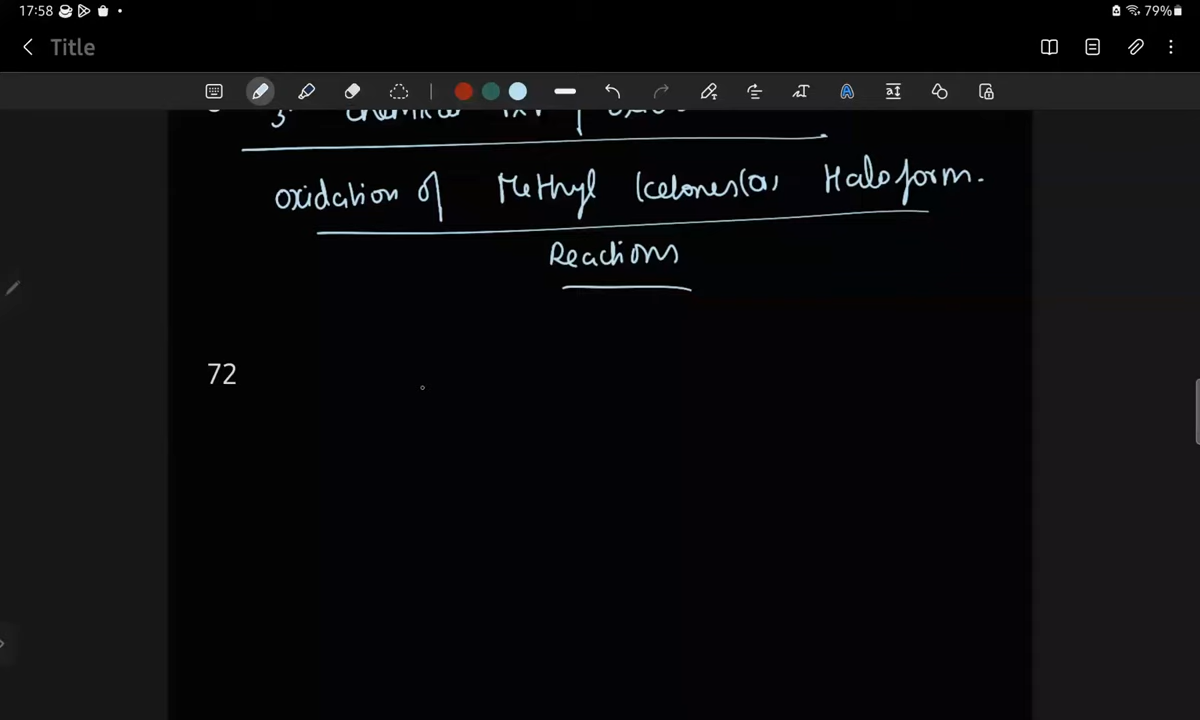 17:58
79%
Title
oxidation of Methyl Ketones (or Haloform.
Reactions
72